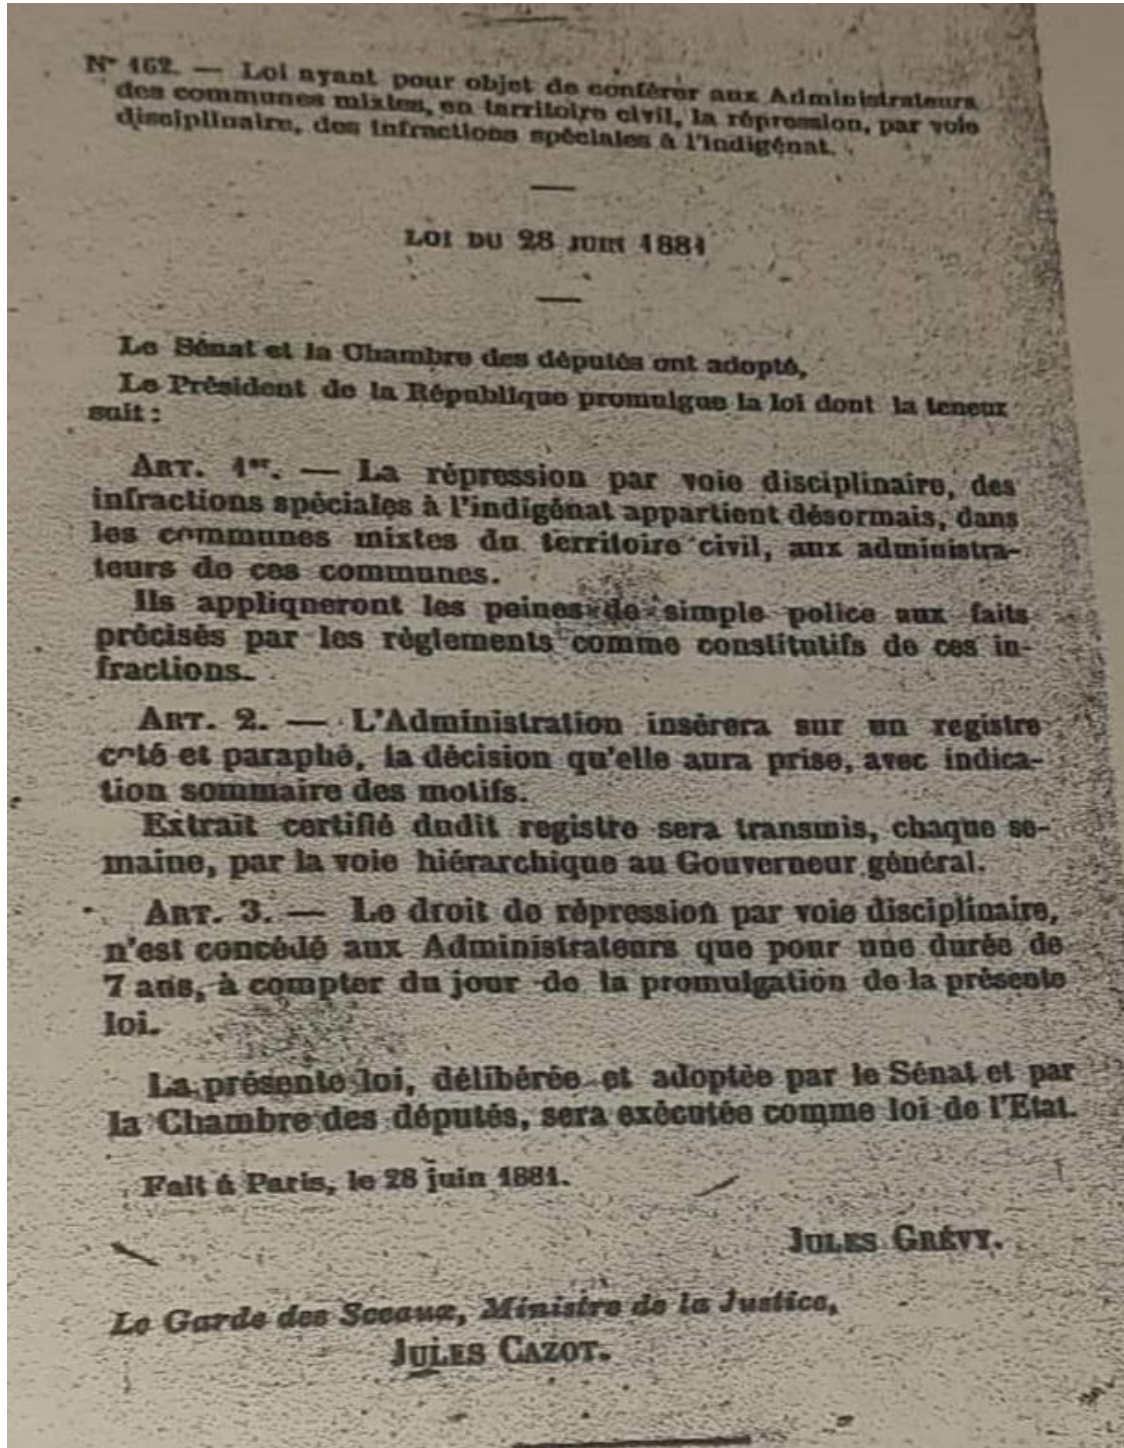 N° 162. — Loi ayant pour objet de conférer aux Administrateurs
des communes mixtes, en territoire civil, la répression, par voie
disciplinaire, des infractions spéciales à l'indigénat.
LOI DU 28 JUIN 1881
Le Sénat et la Chambre des députés ont adopté,
Le Président de la République promulgue la loi dont la teneur
suit :
ART. 1er. — La répression par voie disciplinaire, des
infractions spéciales à l'indigénat appartient désormais, dans
les communes mixtes du territoire civil, aux administra-
teurs de ces communes.
Ils appliqueront les peines de simple police aux faits
précisés par les règlements comme constitutifs de ces in-
fractions.
ART. 2. — L'Administration insérera sur un registre
coté et paraphé, la décision qu'elle aura prise, avec indica-
tion sommaire des motifs.
Extrait certifié dudit registre sera transmis, chaque se-
maine, par la voie hiérarchique au Gouverneur général.
ART. 3. — Le droit de répression par voie disciplinaire,
n'est concédé aux Administrateurs que pour une durée de
7 ans, à compter du jour de la promulgation de la présente
loi.
La présente loi, délibérée et adoptée par le Sénat et par
la Chambre des députés, sera exécutée comme loi de l'Etat.
Fait à Paris, le 28 juin 1881.
JULES GRÉVY.
Le Garde des Sceaux, Ministre de la Justice,
JULES CAZOT.